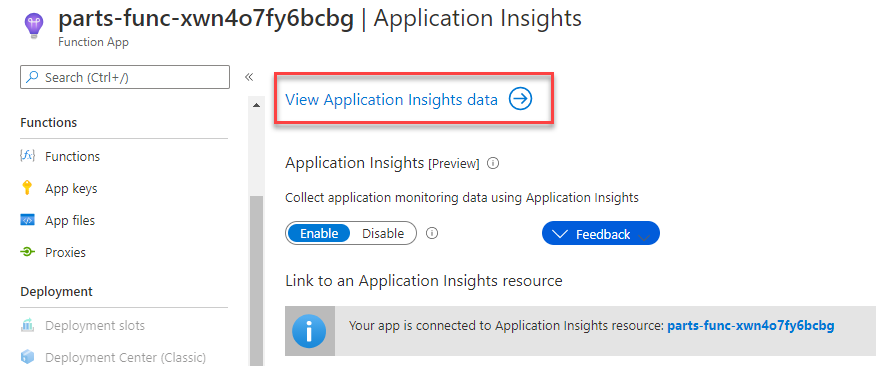 parts-func-xwn4o7fy6bcbg | Application Insights
Function App
Search (Ctrl+/)
«
Functions
Functions
App keys
App files
Proxies
Deployment
Deployment slots
Deployment Center (Classic)
View Application Insights data
Application Insights [Preview]
Collect application monitoring data using Application Insights
Enable Disable
Feedback
Link to an Application Insights resource
Your app is connected to Application Insights resource: parts-func-xwn4o7fy6bcbg